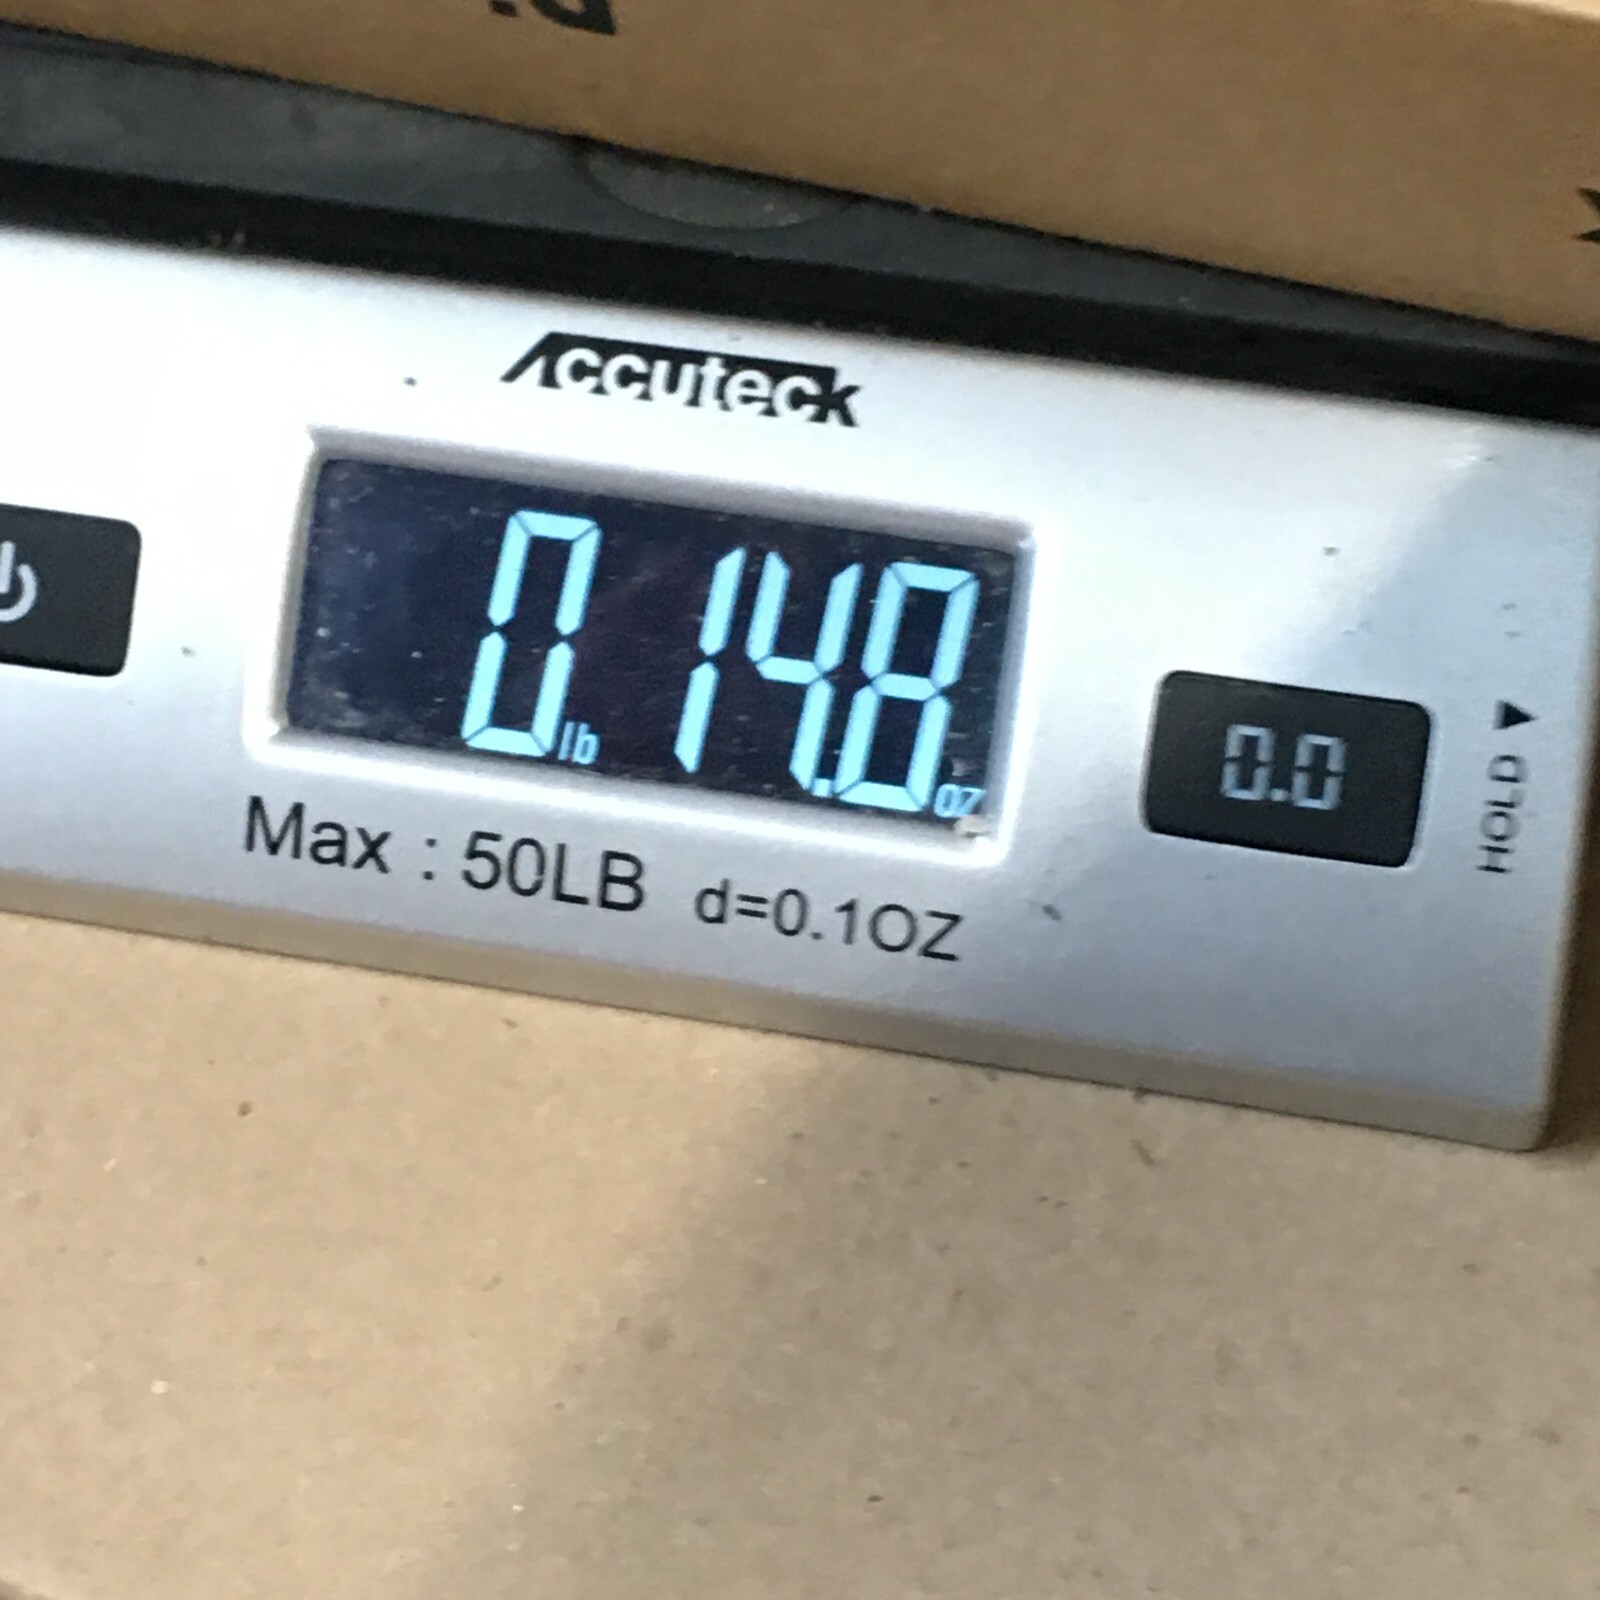 Accuteck
0 lb 14.8 oz
0.0
HOLD
Max : 50LB d=0.1OZ